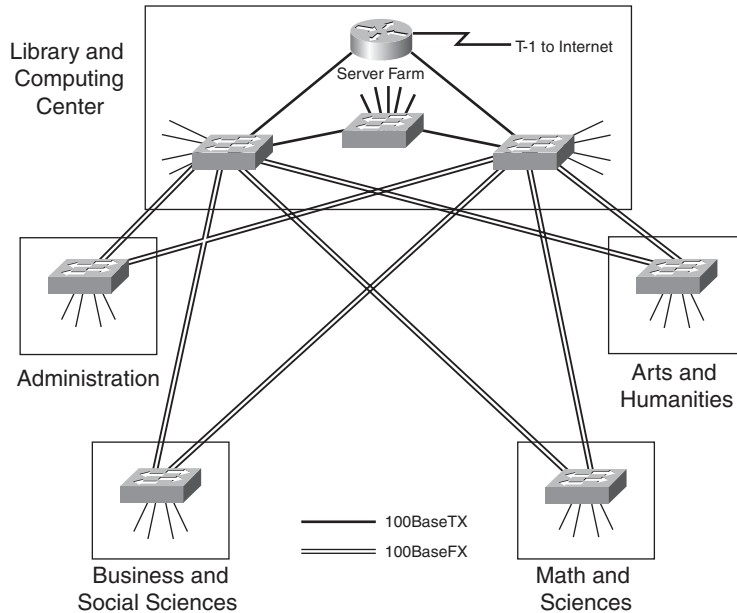 Library and
Computing
Center
T-1 to Internet
Server Farm
Administration
Arts and
Humanities
100BaseTX
100BaseFX
Business and
Social Sciences
Math and
Sciences